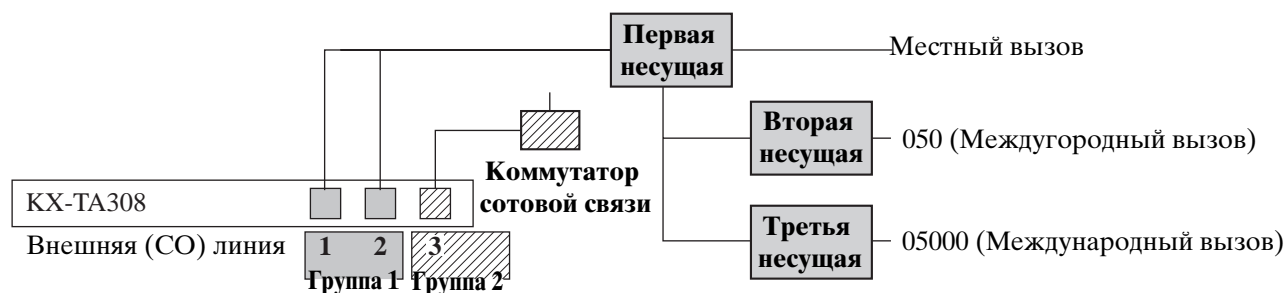 Первая
несущая
Местный вызов
Вторая
несущая
050 (Междугородный вызов)
Коммутатор
сотовой связи
KX-TA308
Внешняя (CO) линия
1 2 3
Группа 1 Группа 2
Третья
несущая
05000 (Международный вызов)